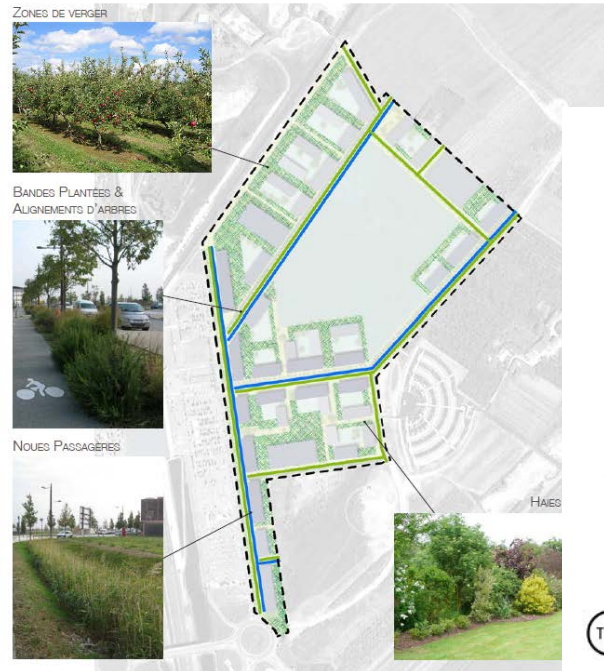 ZONES DE VERGER
BANDES PLANTÉES &
ALIGNEMENTS D'ARBRES
NOUES PASSAGÈRES
HAIES
T